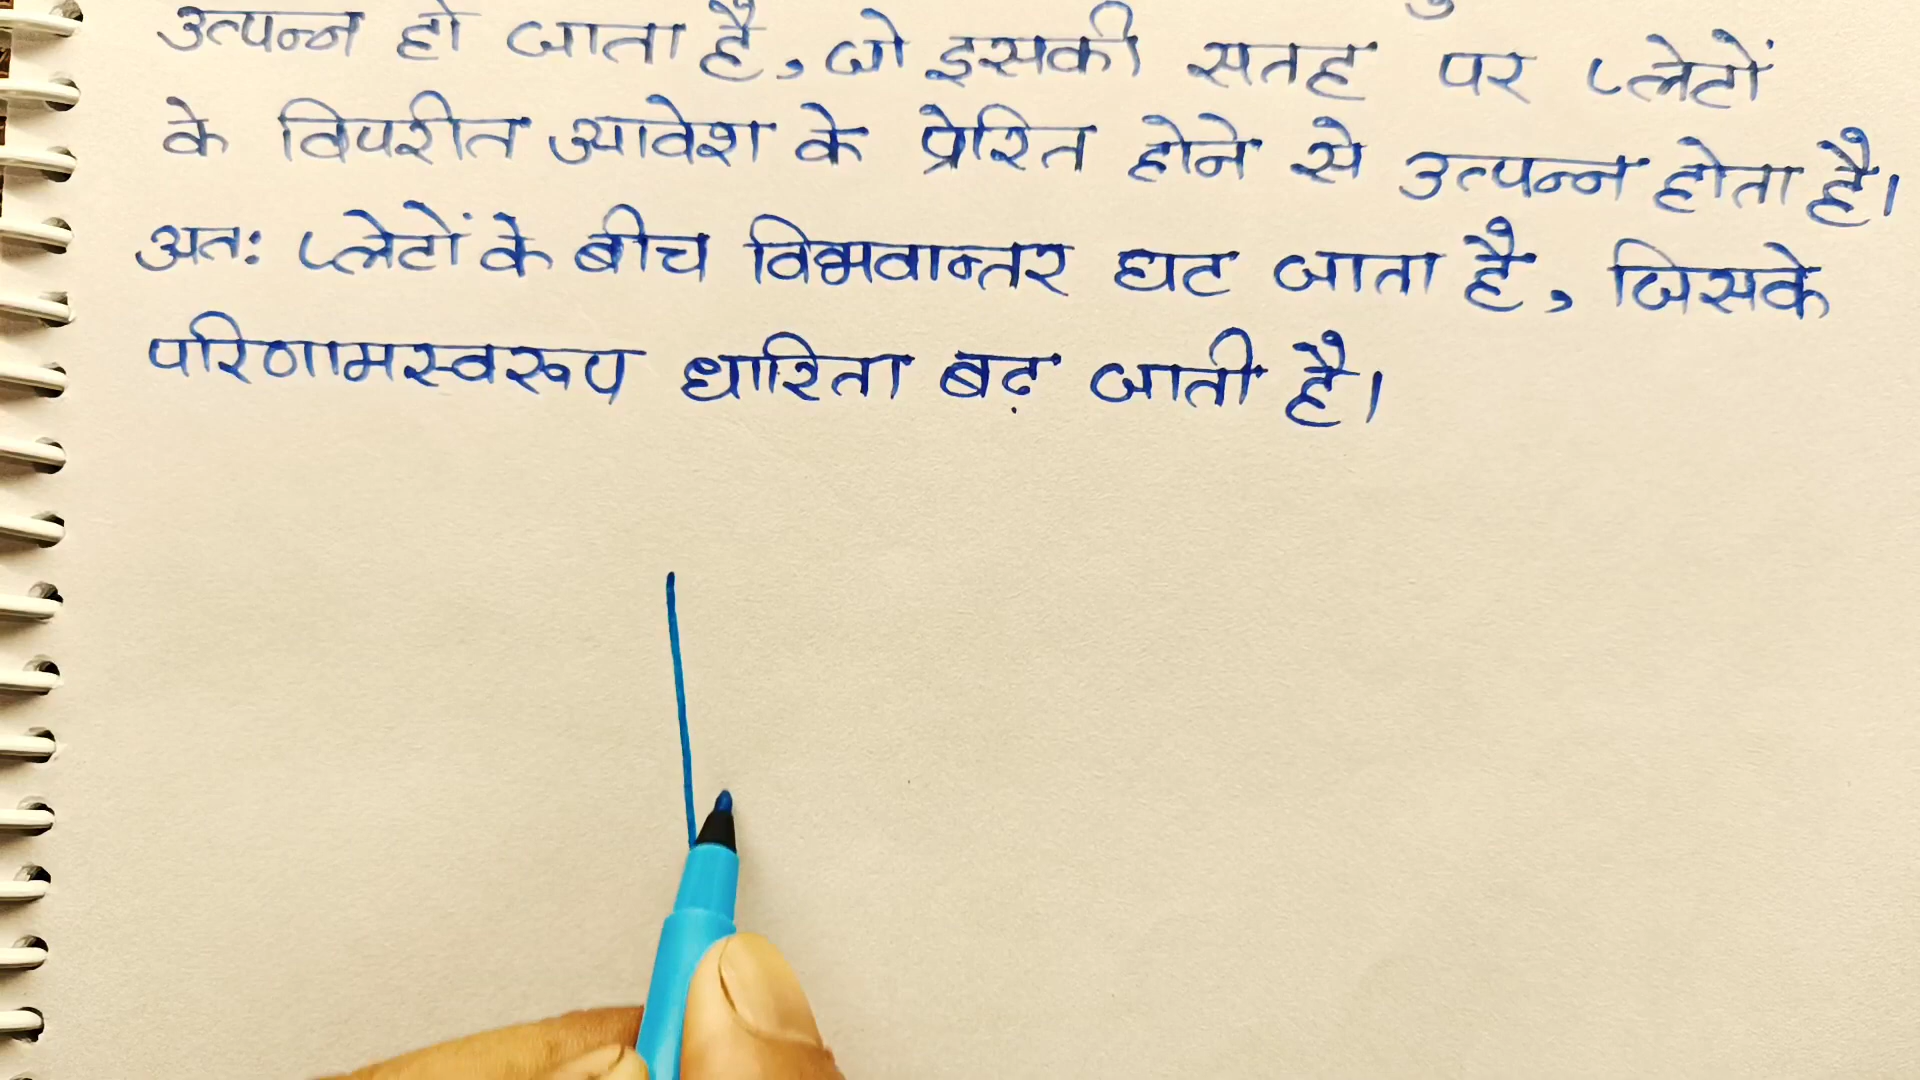 उत्पन्न हो जाता है, जो इसकी सतह पर प्लेटों
के विपरीत आवेश के प्रेरित होने से उत्पन्न होता है।
अतः प्लेटों के बीच विभवान्तर घट जाता है, जिसके
परिणामस्वरूप धारिता बढ़ जाती है।